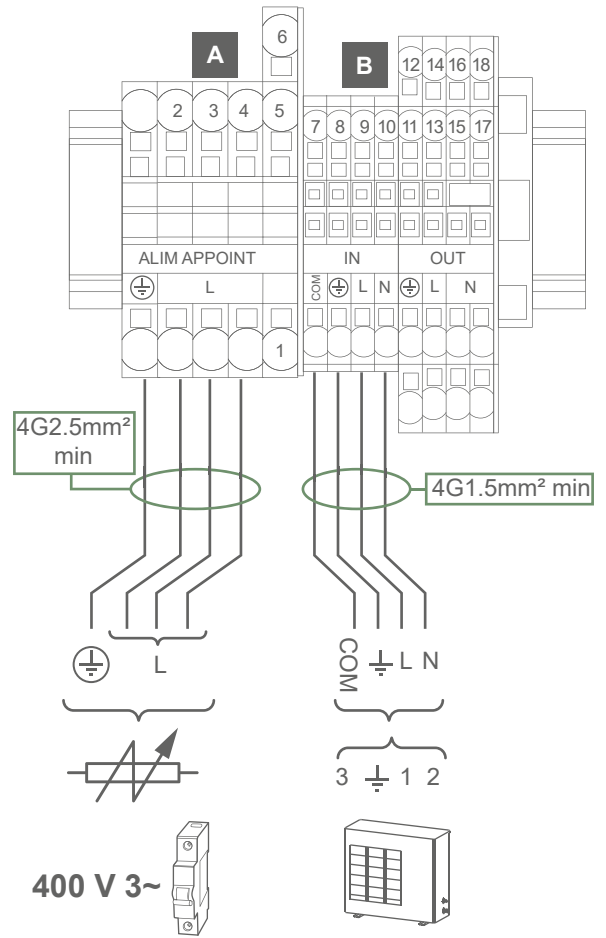 6
A
B
12 14 16 18
2 3 4 5
7 8 9 10 11 13 15 17
ALIM APPOINT
IN
OUT
L
COM L N L N
1
4G2.5mm²
min
4G1.5mm² min
L
COM L N
3 1 2
400 V 3~